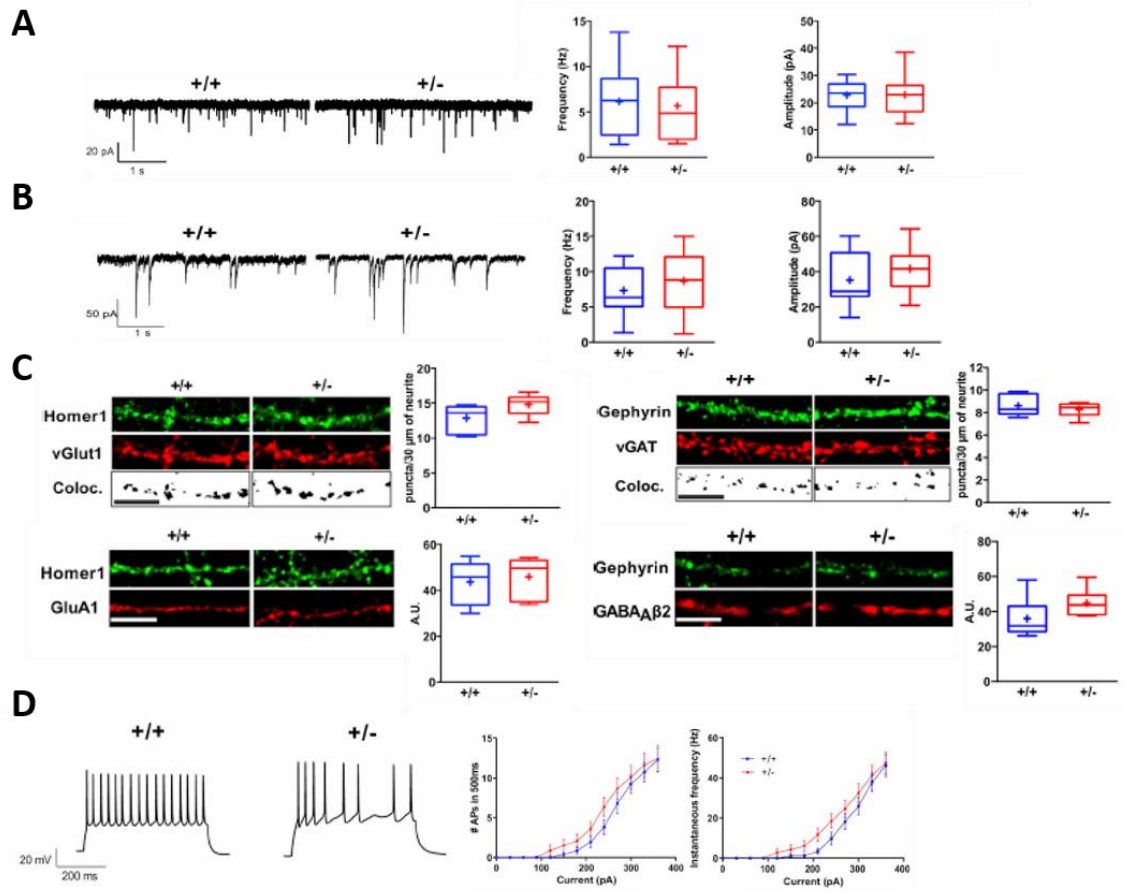 A
+/+
+/-
20 pA
1 s
Frequency (Hz)
15
10
5
0
+/+
+/-
Amplitude (pA)
50
40
30
20
10
0
+/+
+/-
B
+/+
+/-
50 pA
1 s
Frequency (Hz)
20
15
10
5
0
+/+
+/-
Amplitude (pA)
80
60
40
20
0
+/+
+/-
C
+/+
+/-
Homer1
vGlut1
Coloc.
puncta/30 µm of neurite
20
15
10
5
0
+/+
+/-
+/+
+/-
Gephyrin
vGAT
Coloc.
puncta/30 µm of neurite
12
10
8
6
4
2
0
+/+
+/-
+/+
+/-
Homer1
GluA1
A.U.
60
40
20
0
+/+
+/-
+/+
+/-
Gephyrin
GABAAβ2
A.U.
80
60
40
20
0
+/+
+/-
D
+/+
+/-
20 mV
200 ms
# APs in 500ms
15
10
5
0
0 100 200 300 400
Current (pA)
Instantaneous frequency (Hz)
60
40
20
0
+/+
+/-
0 100 200 300 400
Current (pA)